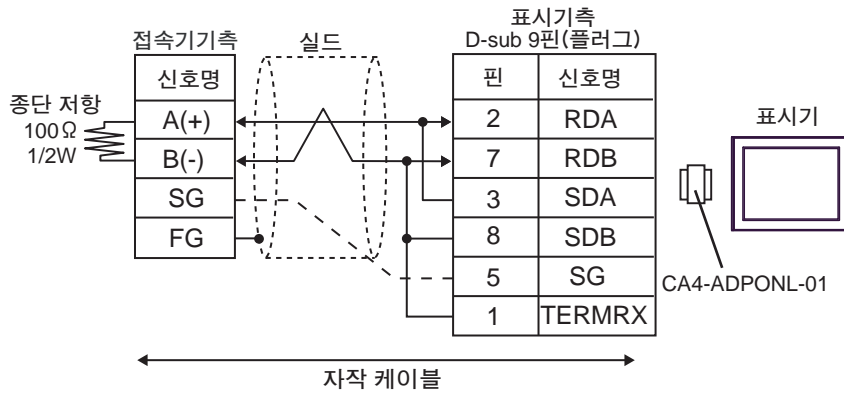 표시기측
접속기기측
실드
D-sub 9핀(플러그)
신호명
핀
신호명
종단 저항
100Ω
1/2W
A(+)
2
RDA
표시기
B(-)
7
RDB
SG
3
SDA
FG
8
SDB
5
SG
CA4-ADPONL-01
1
TERMRX
자작 케이블